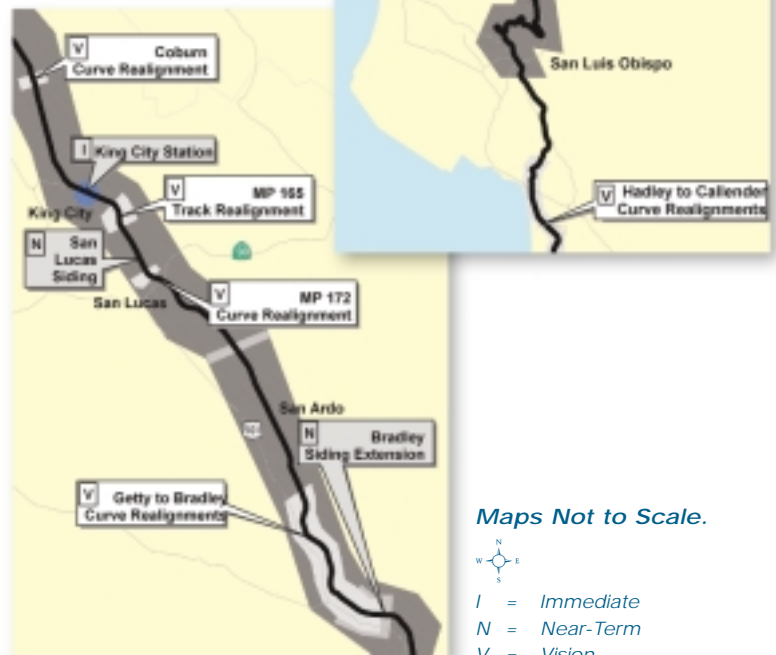 V Coburn
Curve Realignment
I King City Station
King City
V MP 165
Track Realignment
N San
Lucas
Siding
San Lucas
V MP 172
Curve Realignment
San Ardo
N Bradley
Siding Extension
V Getty to Bradley
Curve Realignments
San Luis Obispo
V Hadley to Callender
Curve Realignments
Maps Not to Scale.
N
W E
S
I = Immediate
N = Near-Term
V = Vision